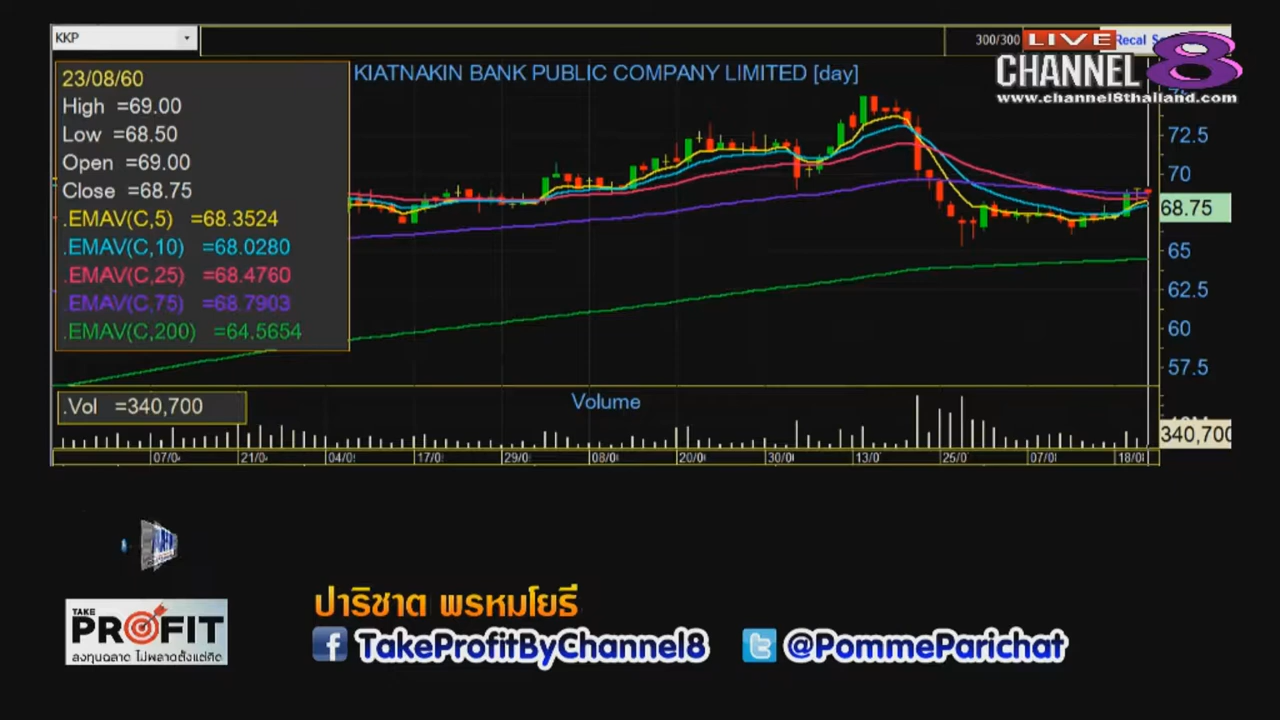 KKP
300/300
LIVE
Recal
CHANNEL 8
www.channel8thailand.com
KIATNAKIN BANK PUBLIC COMPANY LIMITED [day]
23/08/60
High =69.00
Low =68.50
Open =69.00
Close =68.75
.EMAV(C,5) =68.3524
.EMAV(C,10) =68.0280
.EMAV(C,25) =68.4760
.EMAV(C,75) =68.7903
.EMAV(C,200) =64.5654
72.5
70
68.75
65
62.5
60
57.5
.Vol =340,700
Volume
340,700
07/0 21/0 04/0 17/0 29/0 08/0 20/0 30/0 13/0 25/0 07/0 18/0
TAKE
PROFIT
ลงทุนฉลาด ไม่พลาดตั้งแต่คิด
ปาริชาต พรหมโยธี
TakeProfitByChannel8
@PommeParichat